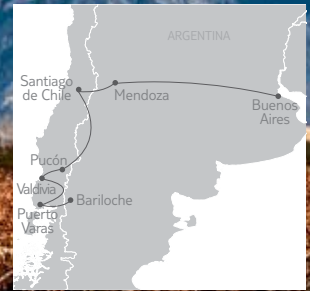 ARGENTINA
Santiago
de Chile
Mendoza
Buenos
Aires
Pucón
Valdivia
Bariloche
Puerto
Varas